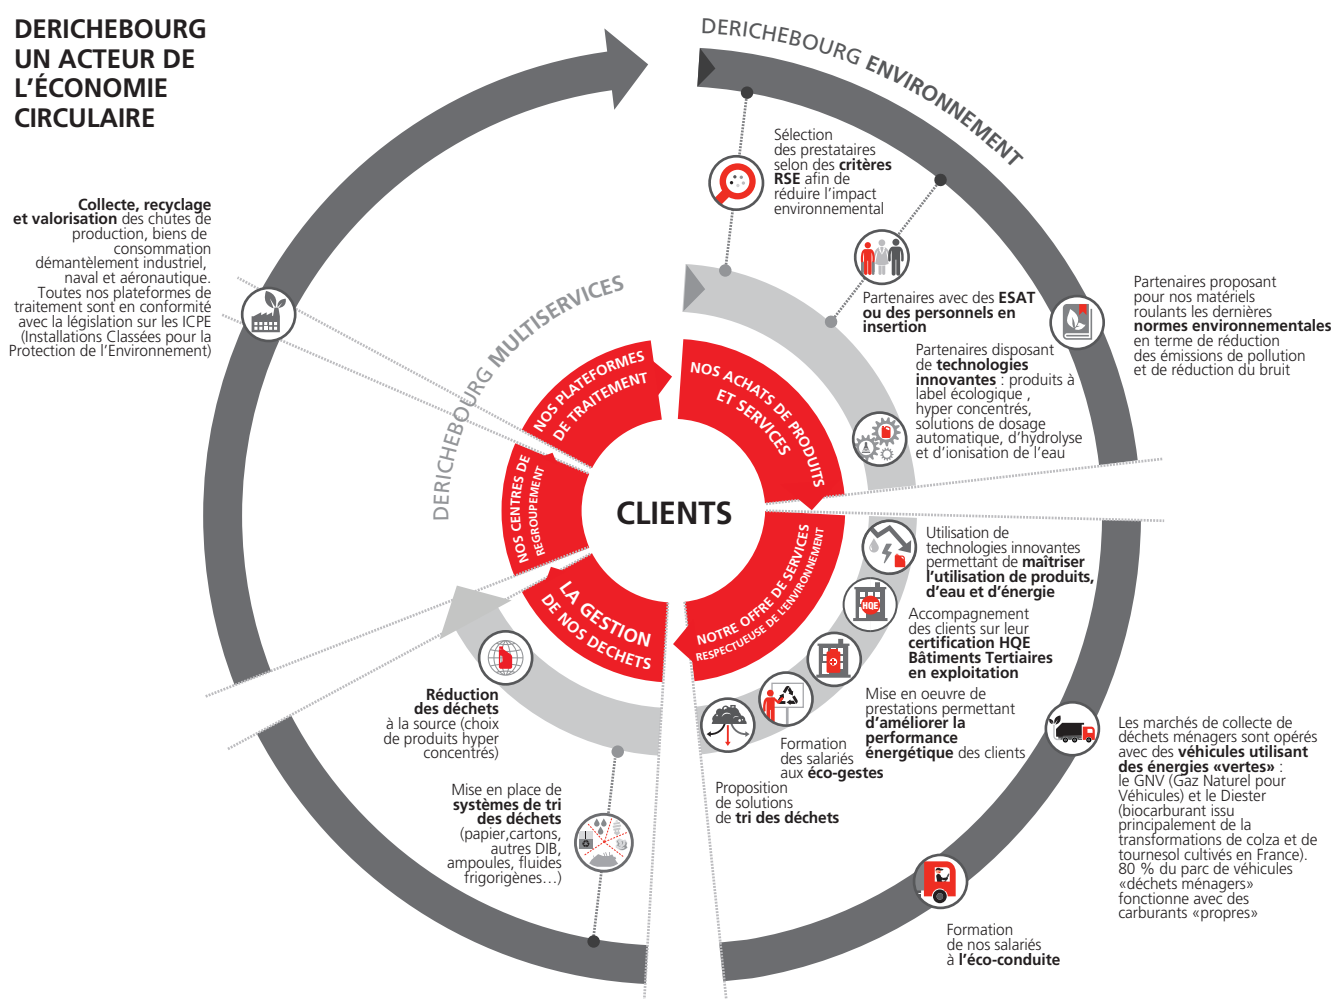 DERICHEBOURG
UN ACTEUR DE
L'ÉCONOMIE
CIRCULAIRE
DERICHEBOURG ENVIRONNEMENT
Sélection
des prestataires
selon des critères
RSE afin de
réduire l'impact
environnemental
Partenaires avec des ESAT
ou des personnels en
insertion
Partenaires proposant
pour nos matériels
roulants les dernières
normes environnementales
en terme de réduction
des émissions de pollution
et de réduction du bruit
Partenaires disposant
de technologies
innovantes : produits à
label écologique ,
hyper concentrés,
solutions de dosage
automatique, d'hydrolyse
et d'ionisation de l'eau
Collecte, recyclage
et valorisation des chutes de
production, biens de
consommation
démantèlement industriel,
naval et aéronautique.
Toutes nos plateformes de
traitement sont en conformité
avec la législation sur les ICPE
(Installations Classées pour la
Protection de l'Environnement)
DERICHEBOURG MULTISERVICES
NOS PLATEFORMES
DE TRAITEMENT
NOS ACHATS DE PRODUITS
ET SERVICES
NOS CENTRES DE
REGROUPEMENT
CLIENTS
LA GESTION
DE NOS DECHETS
NOTRE OFFRE DE SERVICES
RESPECTUEUSE DE L'ENVIRONNEMENT
Utilisation de
technologies innovantes
permettant de maîtriser
l'utilisation de produits,
d'eau et d'énergie
HQE
Accompagnement
des clients sur leur
certification HQE
Bâtiments Tertiaires
en exploitation
Mise en oeuvre de
prestations permettant
d'améliorer la
performance
énergétique des clients
Formation
des salariés
aux éco-gestes
Proposition
de solutions
de tri des déchets
Réduction
des déchets
à la source (choix
de produits hyper
concentrés)
Mise en place de
systèmes de tri
des déchets
(papier,cartons,
autres DIB,
ampoules, fluides
frigorigènes...)
Les marchés de collecte de
déchets ménagers sont opérés
avec des véhicules utilisant
des énergies «vertes» :
le GNV (Gaz Naturel pour
Véhicules) et le Diester
(biocarburant issu
principalement de la
transformations de colza et de
tournesol cultivés en France).
80 % du parc de véhicules
«déchets ménagers»
fonctionne avec des
carburants «propres»
Formation
de nos salariés
à l'éco-conduite